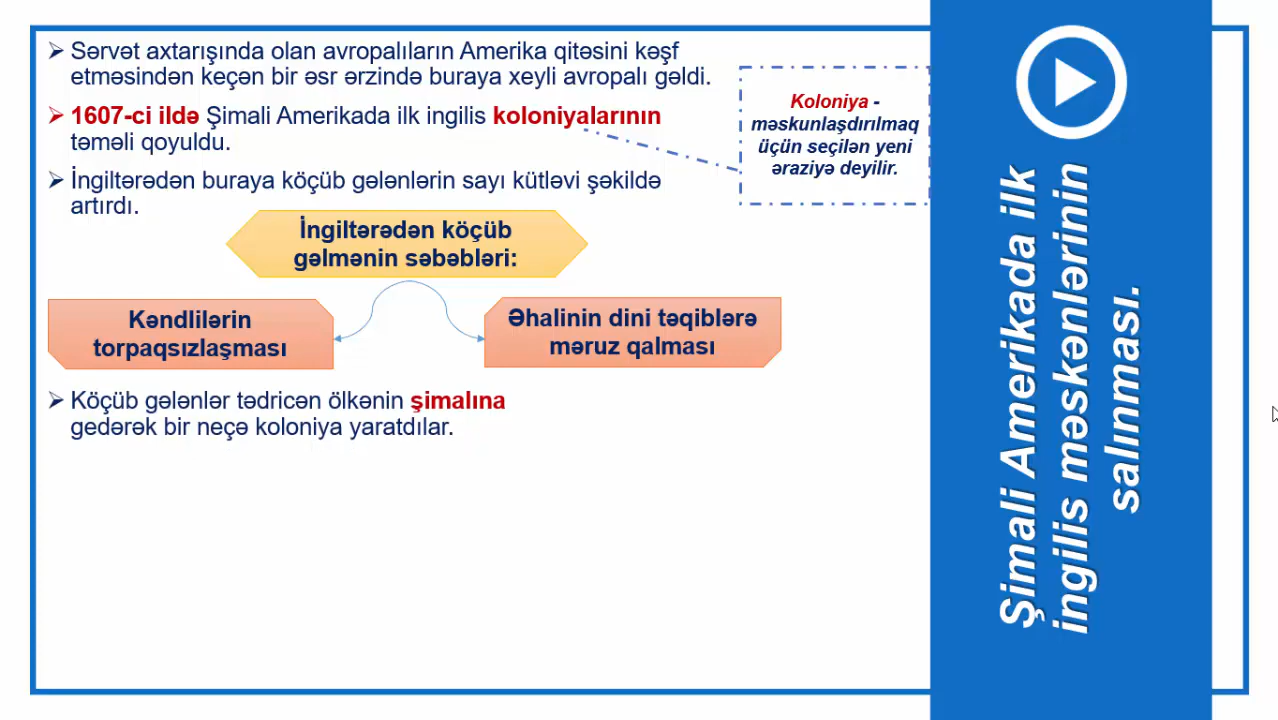 Sərvət axtarışında olan avropalıların Amerika qitəsini kəşf
etməsindən keçən bir əsr ərzində buraya xeyli avropalı gəldi.
1607-ci ildə Şimali Amerikada ilk ingilis koloniyalarının
təməli qoyuldu.
Koloniya -
məskunlaşdırılmaq
üçün seçilən yeni
əraziyə deyilir.
İngiltərədən buraya köçüb gələnlərin sayı kütləvi şəkildə
artırdı.
İngiltərədən köçüb
gəlmənin səbəbləri:
Kəndlilərin
torpaqsızlaşması
Əhalinin dini təqiblərə
məruz qalması
Köçüb gələnlər tədricən ölkənin şimalına
gedərək bir neçə koloniya yaratdılar.
Şimali Amerikada ilk
ingilis məskənlərinin
salınması.